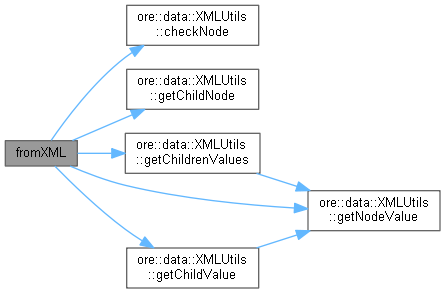 ore::data::XMLUtils
::checkNode
ore::data::XMLUtils
::getChildNode
fromXML
ore::data::XMLUtils
::getChildrenValues
ore::data::XMLUtils
::getNodeValue
ore::data::XMLUtils
::getChildValue